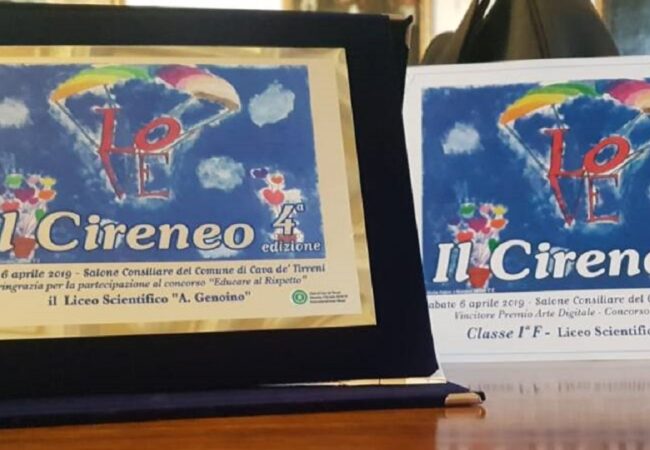 LOVE
l Cireneo 4ª
edizione
6 aprile 2019 - Salone Consiliare del Comune di Cava de' Tirreni
ringrazia per la partecipazione al concorso "Educare al Rispetto"
il Liceo Scientifico "A. Genoino"
LOVE
Il Ciren
Sabato 6 aprile 2019 - Salone Consiliare del
Vincitore Premio Arte Digitale - Concorso
Classe Iª F - Liceo Scientifico